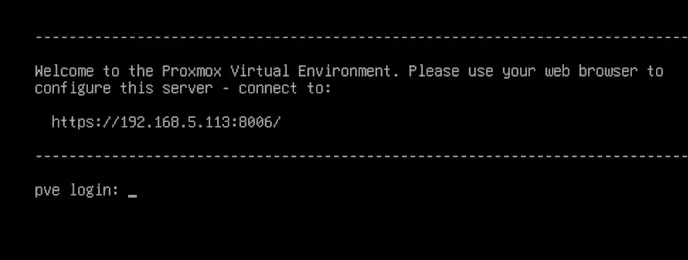 --------------------------------------------------------------------------------
Welcome to the Proxmox Virtual Environment. Please use your web browser to
configure this server - connect to:
https://192.168.5.113:8006/
--------------------------------------------------------------------------------
pve login: _